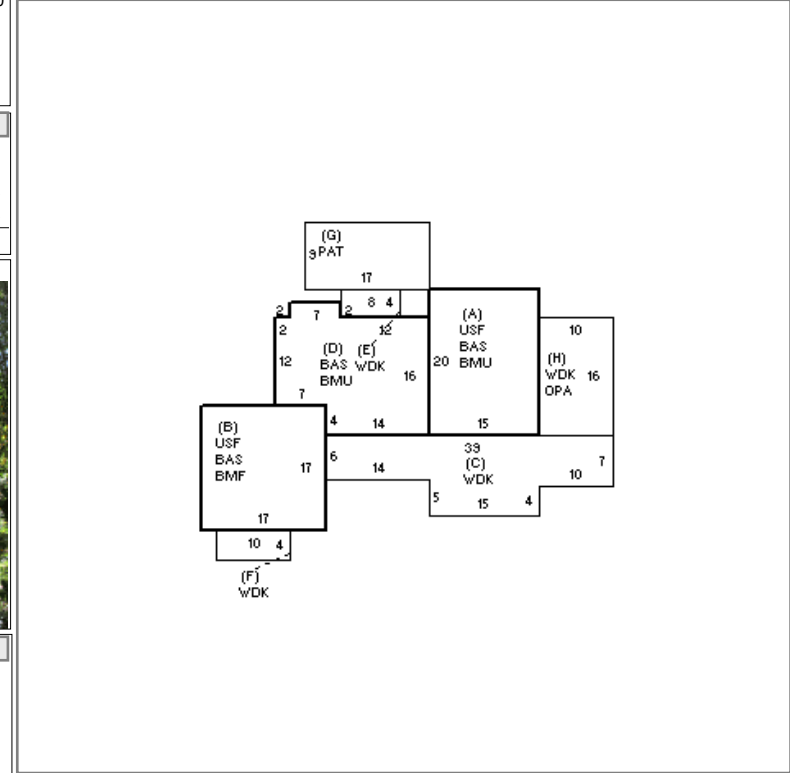 (G)
9 PAT
17
8 4
2 7 2
2 12
(A)
USF
BAS
BMU
20
15
10
(H)
WDK 16
OPA
(D) (E)
BAS WDK
BMU
12
16
7
4 14
(B)
USF
BAS
BMF
17
17
6
14
39
(C)
WDK
7
10
5 15 4
10 4
(F)
WDK